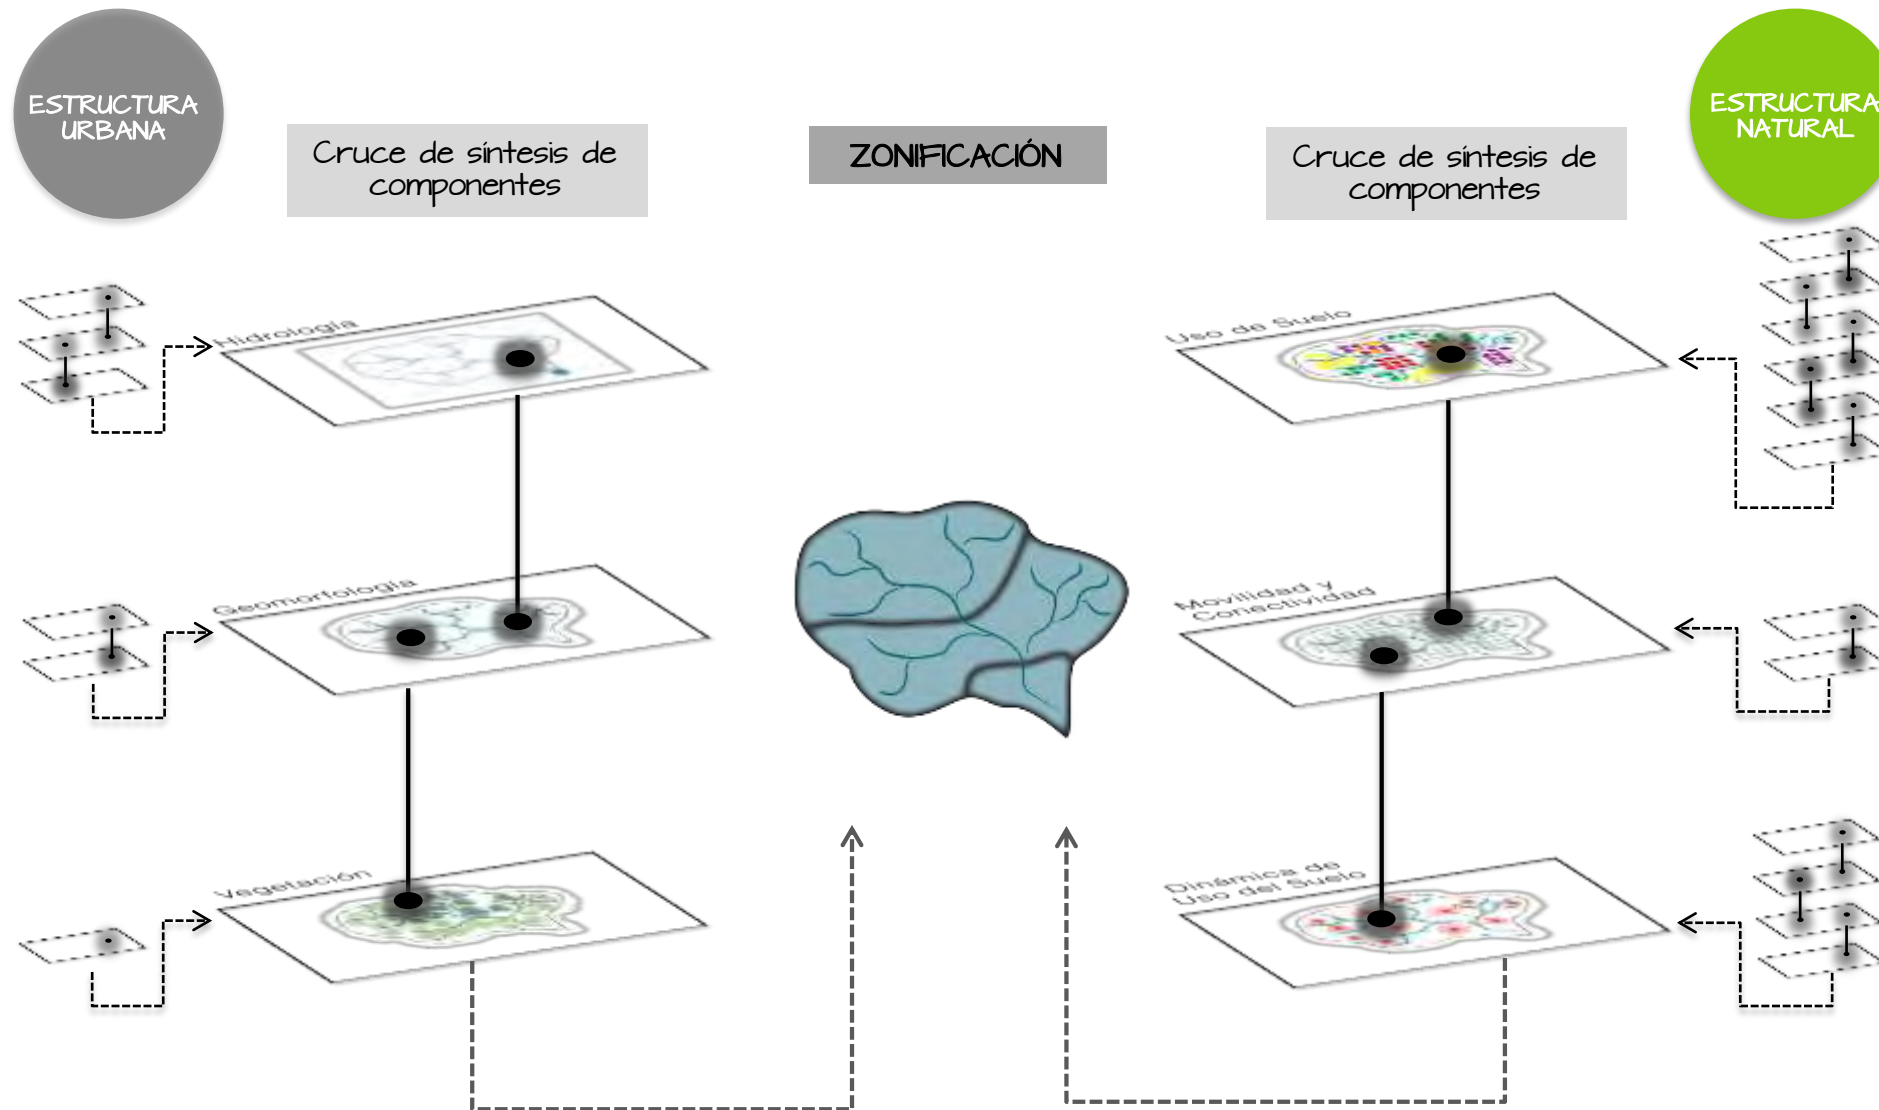 ESTRUCTURA
URBANA
Cruce de síntesis de
componentes
ZONIFICACIÓN
Cruce de síntesis de
componentes
ESTRUCTURA
NATURAL
Hidrología
Uso de Suelo
Geomorfología
Movilidad y
Conectividad
Vegetación
Dinámica de
Uso del Suelo